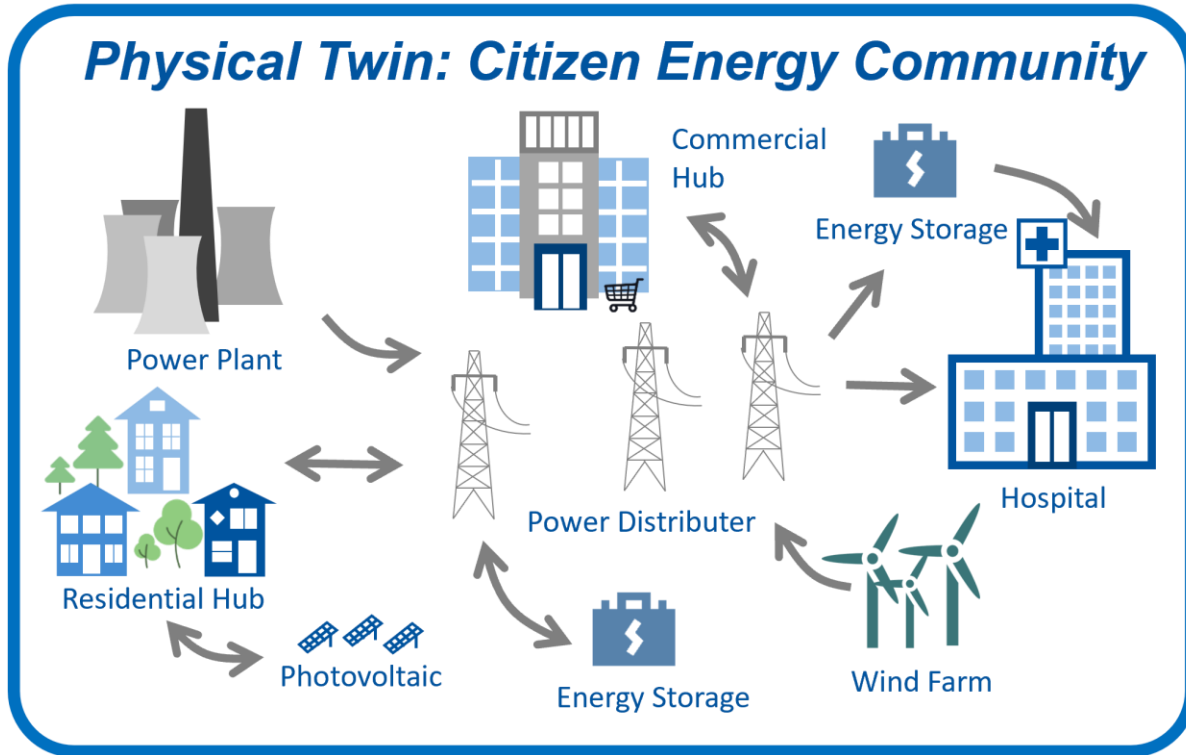 Physical Twin: Citizen Energy Community
Commercial
Hub
Energy Storage
Power Plant
Hospital
Power Distributer
Residential Hub
Photovoltaic
Energy Storage
Wind Farm